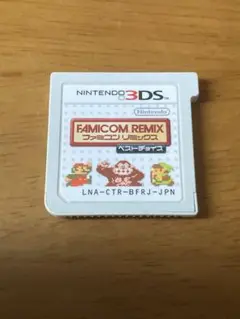 NINTENDO 3DS
Nintendo
FAMICOM REMIX
ファミコンリミックス
ベストチョイス
LNA-CTR-BFRJ-JPN